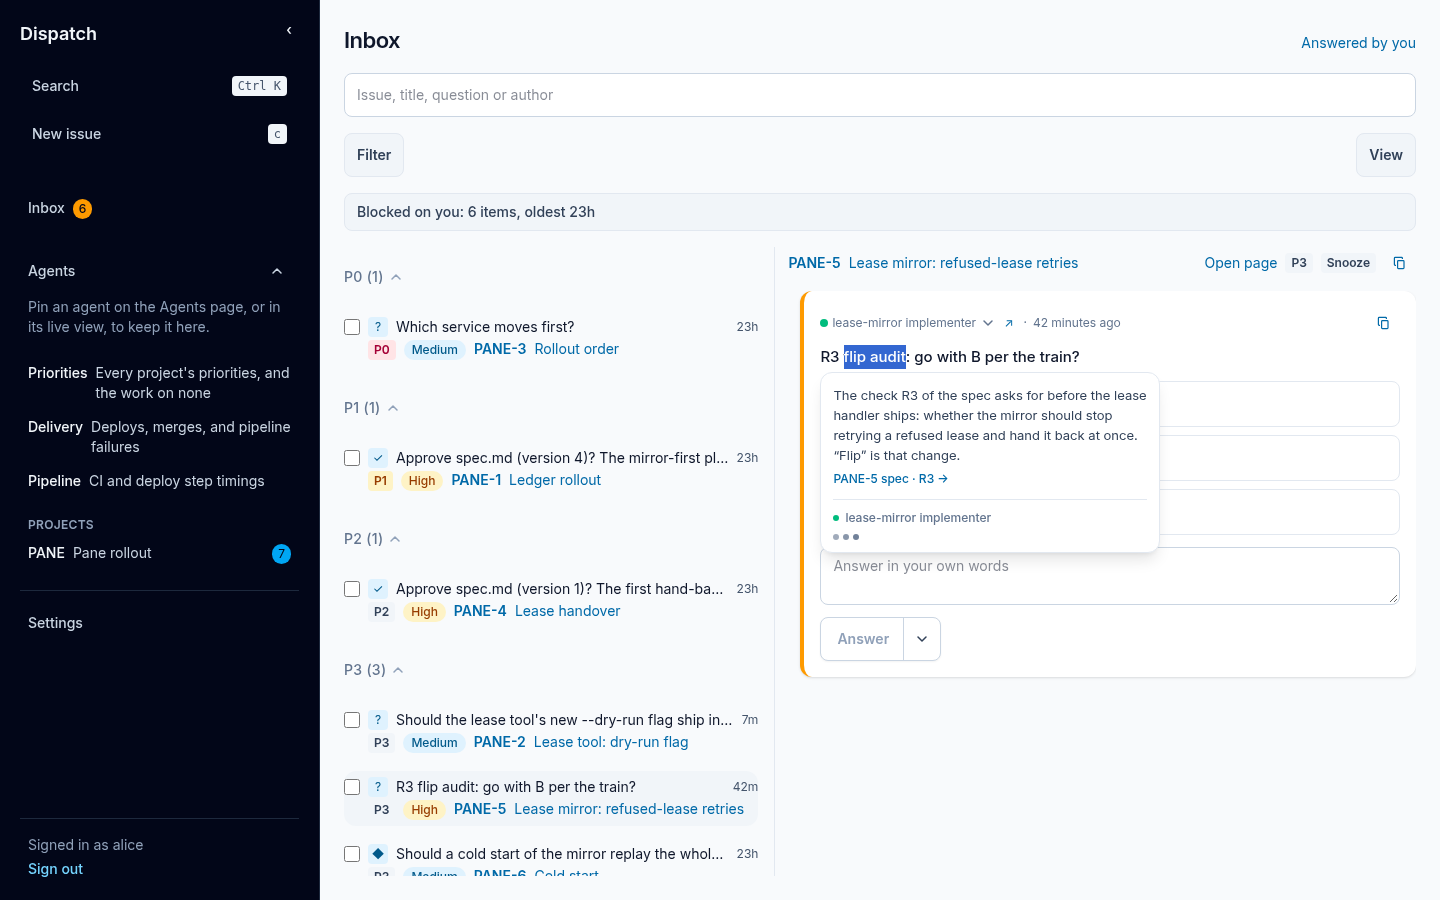 Dispatch
Search
Ctrl K
New issue
c
Inbox 6
Agents
Pin an agent on the Agents page, or in
its live view, to keep it here.
Priorities Every project's priorities, and
the work on none
Delivery Deploys, merges, and pipeline
failures
Pipeline CI and deploy step timings
PROJECTS
PANE Pane rollout 7
Settings
Signed in as alice
Sign out
Inbox
Answered by you
Issue, title, question or author
Filter
View
Blocked on you: 6 items, oldest 23h
P0 (1)
? Which service moves first? 23h
P0 Medium PANE-3 Rollout order
P1 (1)
Approve spec.md (version 4)? The mirror-first pl... 23h
P1 High PANE-1 Ledger rollout
P2 (1)
Approve spec.md (version 1)? The first hand-ba... 23h
P2 High PANE-4 Lease handover
P3 (3)
? Should the lease tool's new --dry-run flag ship in... 7m
P3 Medium PANE-2 Lease tool: dry-run flag
? R3 flip audit: go with B per the train? 42m
P3 High PANE-5 Lease mirror: refused-lease retries
Should a cold start of the mirror replay the whol... 23h
P3 Medium PANE-6 Cold start
PANE-5 Lease mirror: refused-lease retries
Open page P3 Snooze
lease-mirror implementer · 42 minutes ago
R3 flip audit: go with B per the train?
The check R3 of the spec asks for before the lease
handler ships: whether the mirror should stop
retrying a refused lease and hand it back at once.
“Flip” is that change.
PANE-5 spec · R3 →
lease-mirror implementer
Answer in your own words
Answer